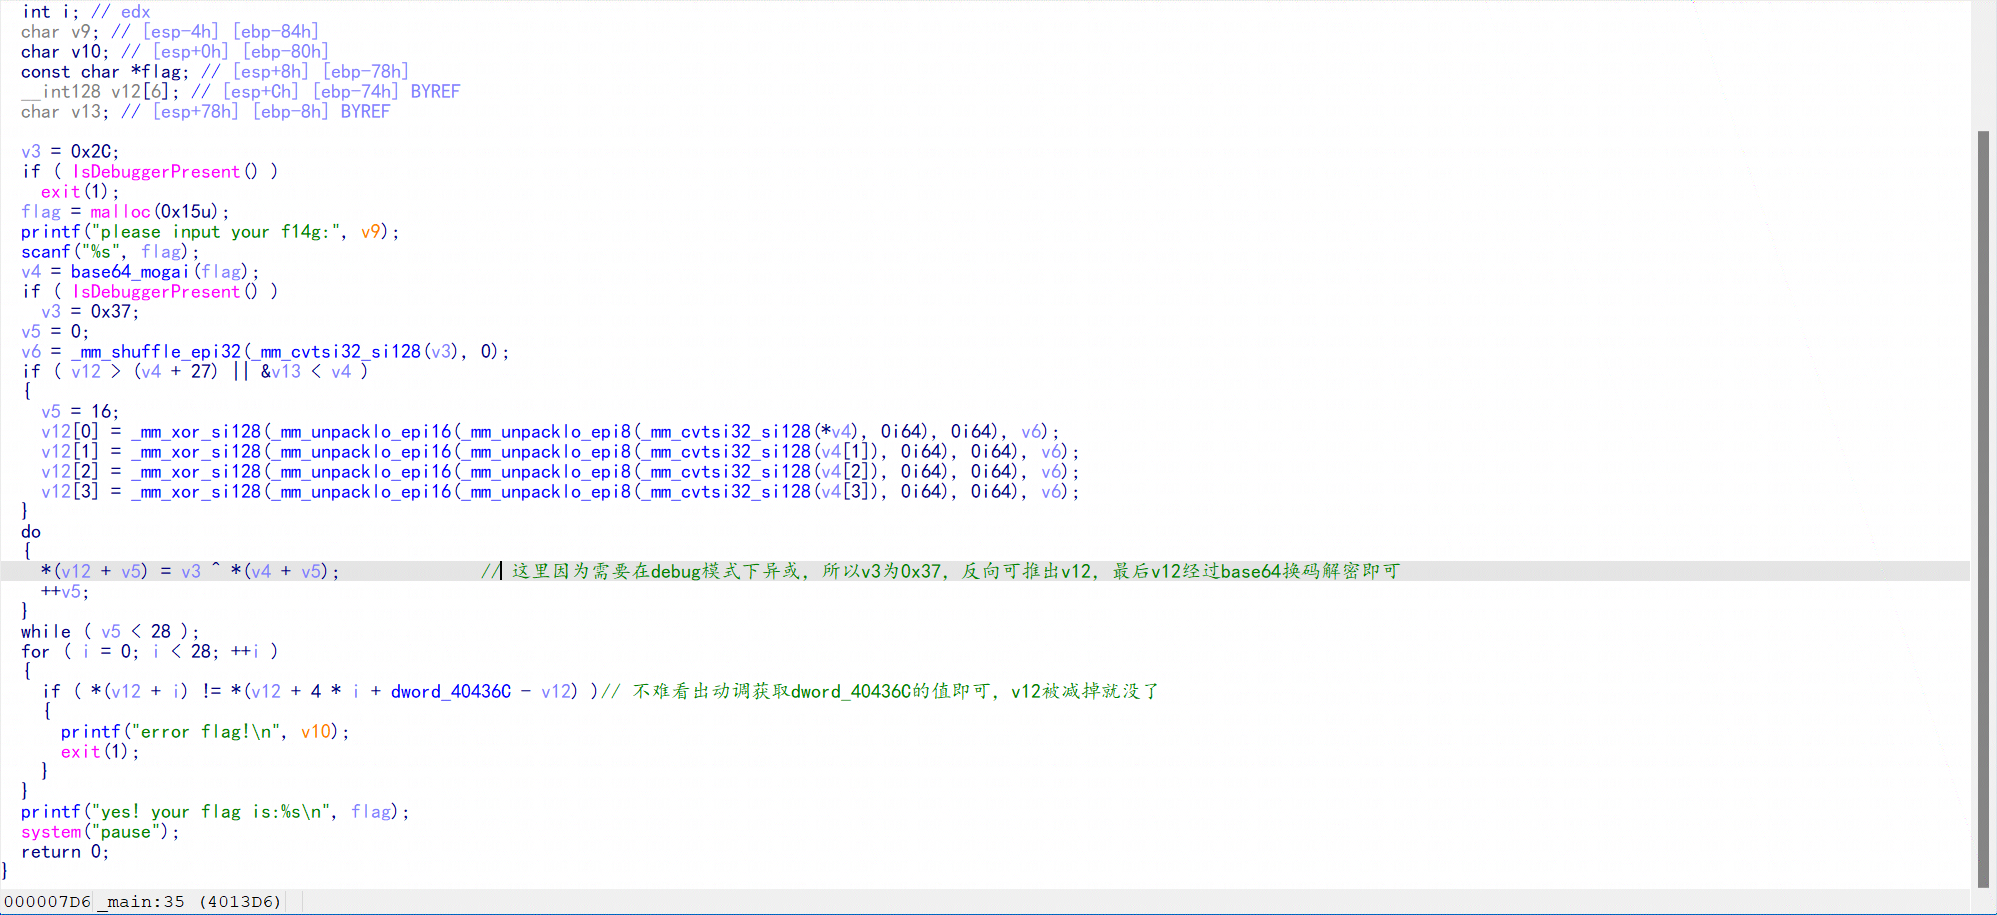 int i; // edx
char v9; // [esp-4h] [ebp-84h]
char v10; // [esp+0h] [ebp-80h]
const char *flag; // [esp+8h] [ebp-78h]
__int128 v12[6]; // [esp+Ch] [ebp-74h] BYREF
char v13; // [esp+78h] [ebp-8h] BYREF
v3 = 0x2C;
if ( IsDebuggerPresent() )
exit(1);
flag = malloc(0x15u);
printf("please input your f14g:", v9);
scanf("%s", flag);
v4 = base64_mogai(flag);
if ( IsDebuggerPresent() )
v3 = 0x37;
v5 = 0;
v6 = _mm_shuffle_epi32(_mm_cvtsi32_si128(v3), 0);
if ( v12 > (v4 + 27) || &v13 < v4 )
{
v5 = 16;
v12[0] = _mm_xor_si128(_mm_unpacklo_epi16(_mm_unpacklo_epi8(_mm_cvtsi32_si128(*v4), 0i64), 0i64), v6);
v12[1] = _mm_xor_si128(_mm_unpacklo_epi16(_mm_unpacklo_epi8(_mm_cvtsi32_si128(v4[1]), 0i64), 0i64), v6);
v12[2] = _mm_xor_si128(_mm_unpacklo_epi16(_mm_unpacklo_epi8(_mm_cvtsi32_si128(v4[2]), 0i64), 0i64), v6);
v12[3] = _mm_xor_si128(_mm_unpacklo_epi16(_mm_unpacklo_epi8(_mm_cvtsi32_si128(v4[3]), 0i64), 0i64), v6);
}
do
{
*(v12 + v5) = v3 ^ *(v4 + v5); // 这里因为需要在debug模式下异或，所以v3为0x37，反向可推出v12，最后v12经过base64换码解密即可
++v5;
}
while ( v5 < 28 );
for ( i = 0; i < 28; ++i )
{
if ( *(v12 + i) != *(v12 + 4 * i + dword_40436C - v12) )// 不难看出动调获取dword_40436C的值即可，v12被减掉就没了
{
printf("error flag!\n", v10);
exit(1);
}
}
printf("yes! your flag is:%s\n", flag);
system("pause");
return 0;
}
000007D6 _main:35 (4013D6)